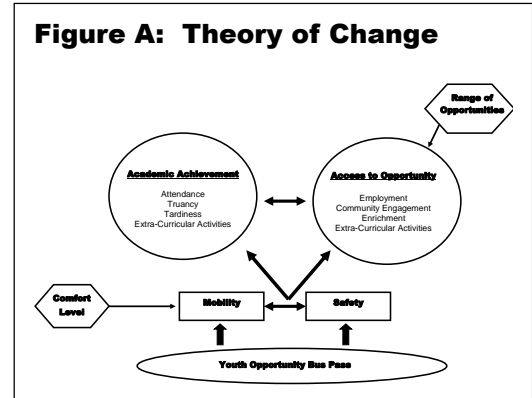 Figure A: Theory of Change
Range of
Opportunities
Academic Achievement
Attendance
Truancy
Tardiness
Extra-Curricular Activities
Access to Opportunity
Employment
Community Engagement
Enrichment
Extra-Curricular Activities
Comfort
Level
Mobility
Safety
Youth Opportunity Bus Pass